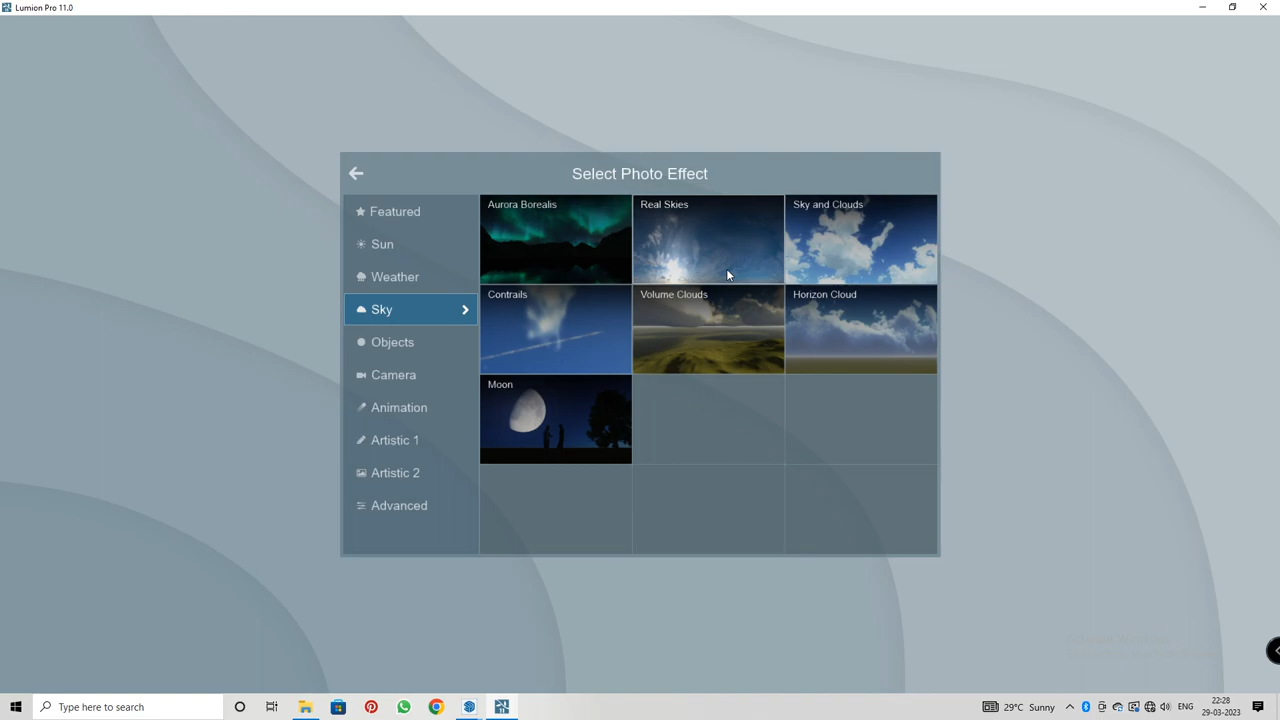 Lumion Pro 11.0
Select Photo Effect
Featured
Sun
Weather
Sky
Objects
Camera
Animation
Artistic 1
Artistic 2
Advanced
Aurora Borealis
Real Skies
Sky and Clouds
Contrails
Volume Clouds
Horizon Cloud
Moon
Type here to search
29°C Sunny
ENG
22:28
29-03-2023